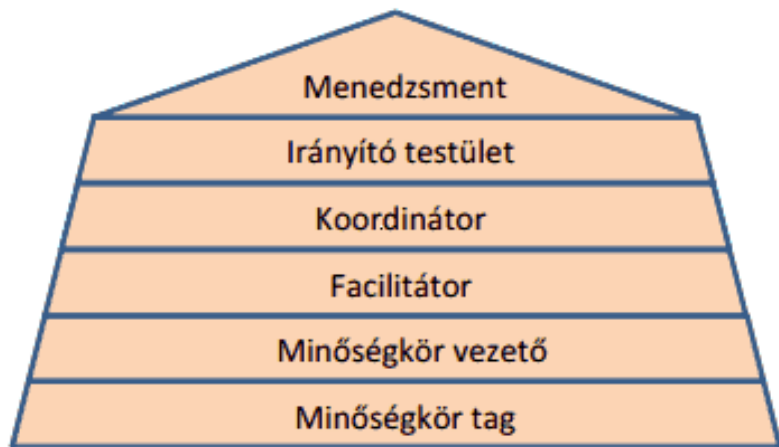 Menedzsment
Irányító testület
Koordinátor
Facilitátor
Minőségkör vezető
Minőségkör tag